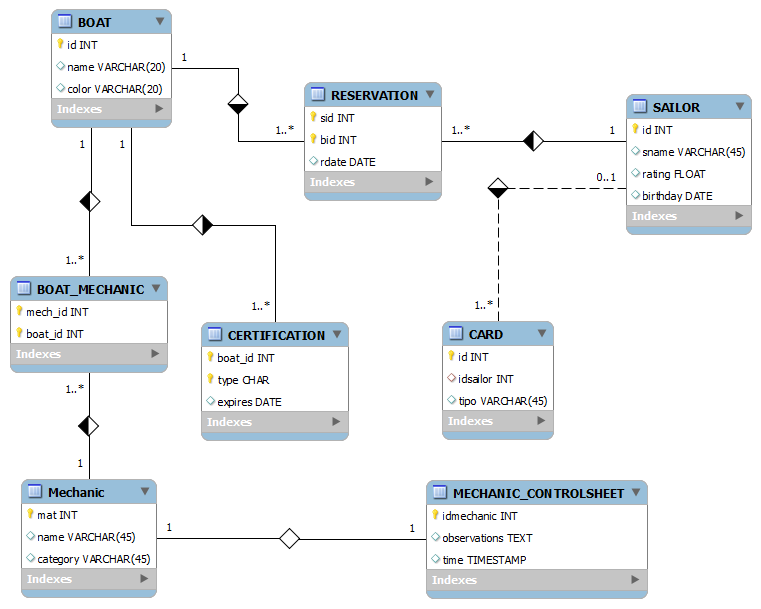 BOAT
id INT
name VARCHAR(20)
color VARCHAR(20)
Indexes
1
1..*
RESERVATION
sid INT
bid INT
rdate DATE
Indexes
1..*
1
SAILOR
id INT
sname VARCHAR(45)
rating FLOAT
birthday DATE
Indexes
0..1
1..*
CARD
id INT
idsailor INT
tipo VARCHAR(45)
Indexes
1
1..*
CERTIFICATION
boat_id INT
type CHAR
expires DATE
Indexes
1
1..*
BOAT_MECHANIC
mech_id INT
boat_id INT
Indexes
1..*
1
Mechanic
mat INT
name VARCHAR(45)
category VARCHAR(45)
Indexes
1
1
MECHANIC_CONTROLSHEET
idmechanic INT
observations TEXT
time TIMESTAMP
Indexes